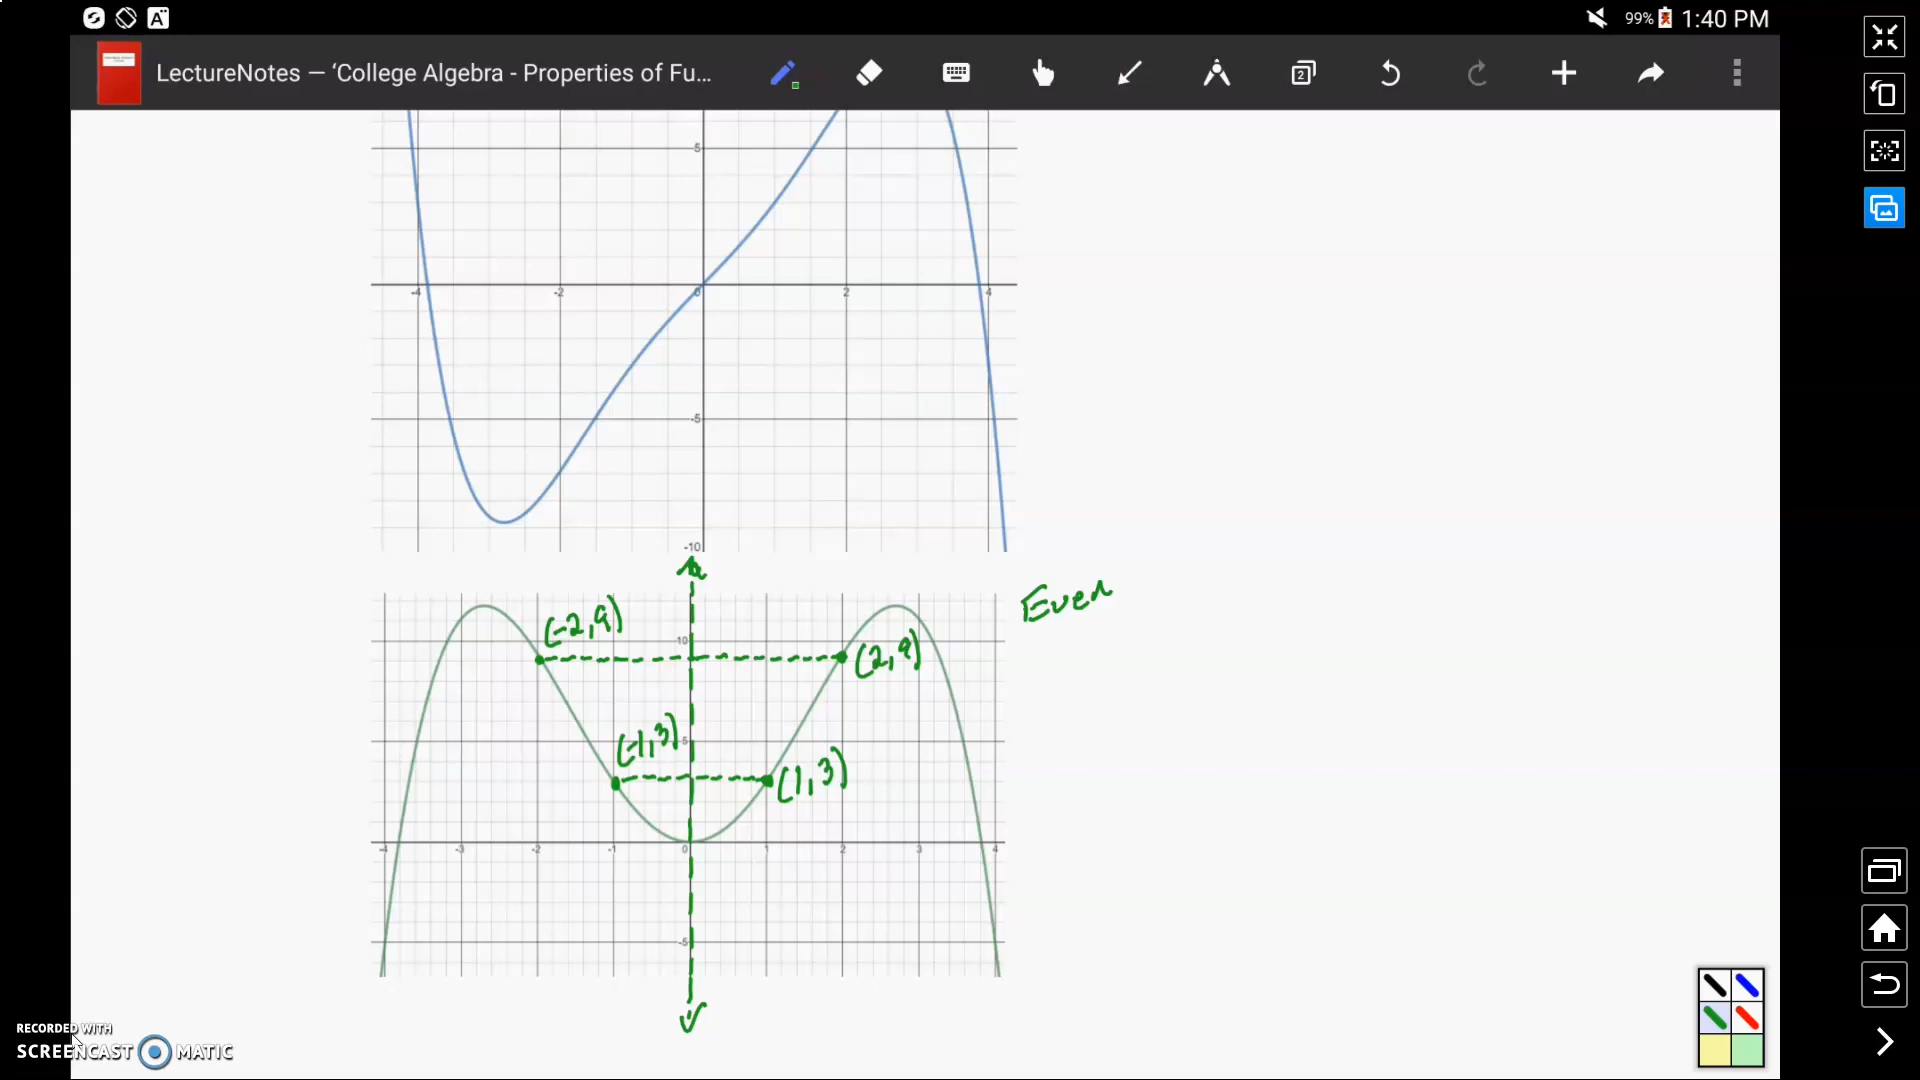 99% 1:40 PM
LectureNotes — ‘College Algebra - Properties of Fu...
2
5
-4 -2 0 2 4
-5
-10
Even
(-2,9)
10
(2,9)
(-1,3)
5
(1,3)
-4 -3 -2 -1 0 1 2 3 4
-5
RECORDED WITH
SCREENCAST MATIC